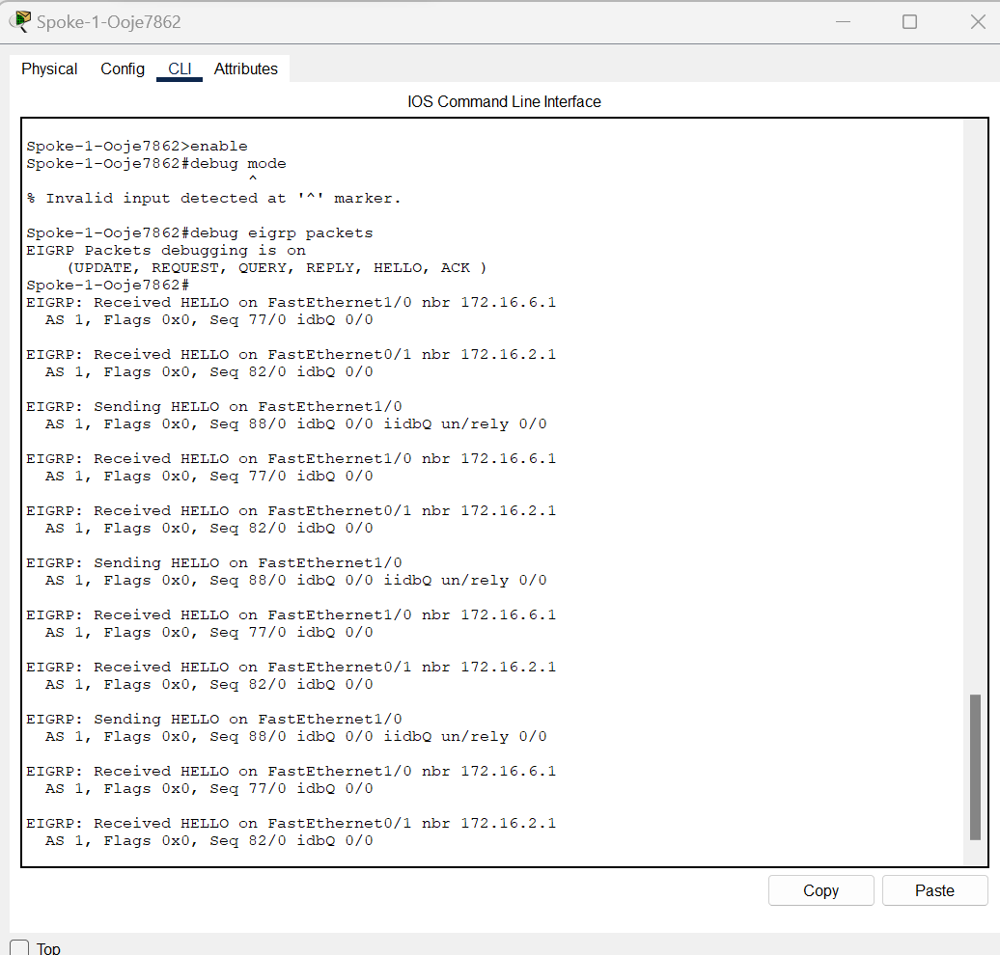 Spoke-1-Ooje7862
Physical Config CLI Attributes
IOS Command Line Interface
Spoke-1-Ooje7862>enable
Spoke-1-Ooje7862#debug mode
^
% Invalid input detected at '^' marker.
Spoke-1-Ooje7862#debug eigrp packets
EIGRP Packets debugging is on
(UPDATE, REQUEST, QUERY, REPLY, HELLO, ACK )
Spoke-1-Ooje7862#
EIGRP: Received HELLO on FastEthernet1/0 nbr 172.16.6.1
AS 1, Flags 0x0, Seq 77/0 idbQ 0/0
EIGRP: Received HELLO on FastEthernet0/1 nbr 172.16.2.1
AS 1, Flags 0x0, Seq 82/0 idbQ 0/0
EIGRP: Sending HELLO on FastEthernet1/0
AS 1, Flags 0x0, Seq 88/0 idbQ 0/0 iidbQ un/rely 0/0
EIGRP: Received HELLO on FastEthernet1/0 nbr 172.16.6.1
AS 1, Flags 0x0, Seq 77/0 idbQ 0/0
EIGRP: Received HELLO on FastEthernet0/1 nbr 172.16.2.1
AS 1, Flags 0x0, Seq 82/0 idbQ 0/0
EIGRP: Sending HELLO on FastEthernet1/0
AS 1, Flags 0x0, Seq 88/0 idbQ 0/0 iidbQ un/rely 0/0
EIGRP: Received HELLO on FastEthernet1/0 nbr 172.16.6.1
AS 1, Flags 0x0, Seq 77/0 idbQ 0/0
EIGRP: Received HELLO on FastEthernet0/1 nbr 172.16.2.1
AS 1, Flags 0x0, Seq 82/0 idbQ 0/0
EIGRP: Sending HELLO on FastEthernet1/0
AS 1, Flags 0x0, Seq 88/0 idbQ 0/0 iidbQ un/rely 0/0
EIGRP: Received HELLO on FastEthernet1/0 nbr 172.16.6.1
AS 1, Flags 0x0, Seq 77/0 idbQ 0/0
EIGRP: Received HELLO on FastEthernet0/1 nbr 172.16.2.1
AS 1, Flags 0x0, Seq 82/0 idbQ 0/0
Copy Paste
Top